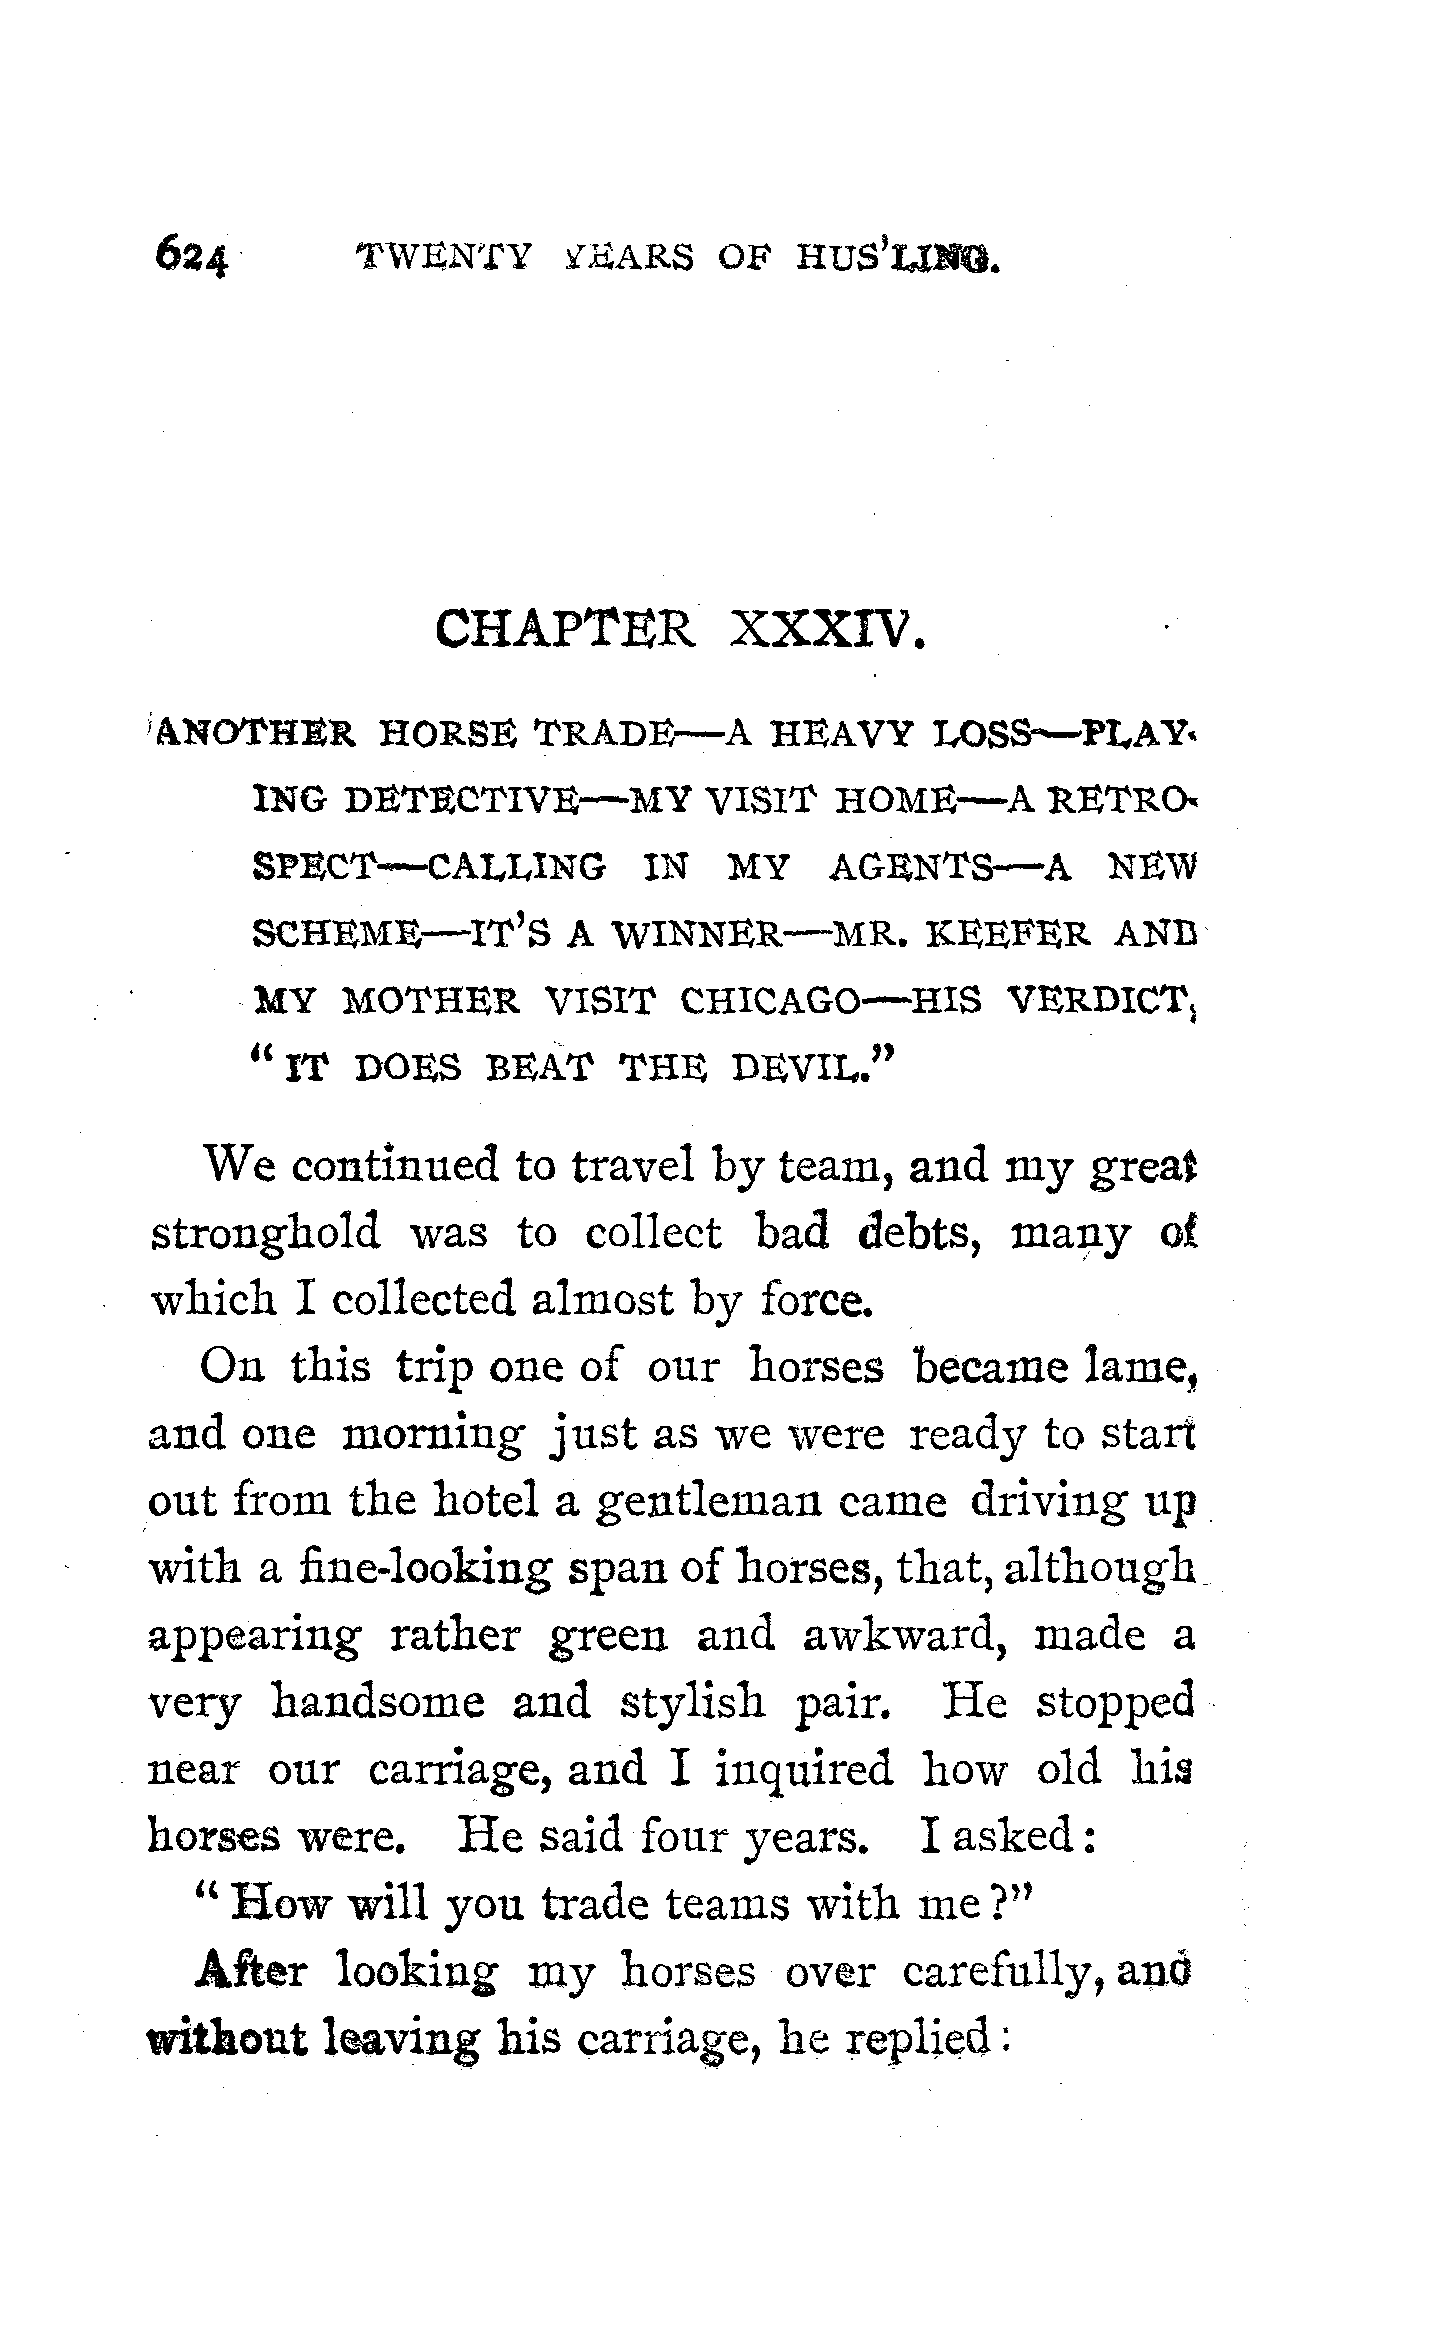 624 TWENTY YEARS OF HUS'LING.
CHAPTER XXXIV.
ANOTHER HORSE TRADE—A HEAVY LOSS—PLAY-
ING DETECTIVE—MY VISIT HOME—A RETRO-
SPECT—CALLING IN MY AGENTS—A NEW
SCHEME—IT'S A WINNER—MR. KEEFER AND
MY MOTHER VISIT CHICAGO—HIS VERDICT,
"IT DOES BEAT THE DEVIL."
We continued to travel by team, and my great
stronghold was to collect bad debts, many of
which I collected almost by force.
On this trip one of our horses became lame,
and one morning just as we were ready to start
out from the hotel a gentleman came driving up
with a fine-looking span of horses, that, although
appearing rather green and awkward, made a
very handsome and stylish pair. He stopped
near our carriage, and I inquired how old his
horses were. He said four years. I asked:
"How will you trade teams with me?"
After looking my horses over carefully, and
without leaving his carriage, he replied: